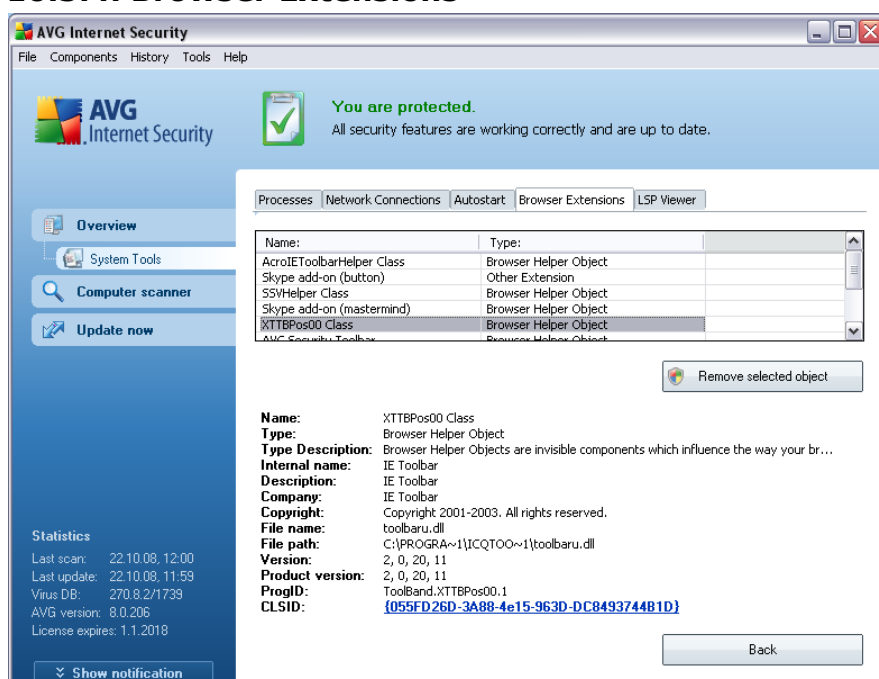 AVG Internet Security
File Components History Tools Help
AVG
Internet Security
You are protected.
All security features are working correctly and are up to date.
Processes Network Connections Autostart Browser Extensions LSP Viewer
Overview
System Tools
Computer scanner
Update now
Name: Type:
AcroIEToolbarHelper Class Browser Helper Object
Skype add-on (button) Other Extension
SSVHelper Class Browser Helper Object
Skype add-on (mastermind) Browser Helper Object
XTTBPos00 Class Browser Helper Object
AVG Security Toolbar Browser Helper Object
Remove selected object
Name: XTTBPos00 Class
Type: Browser Helper Object
Type Description: Browser Helper Objects are invisible components which influence the way your br...
Internal name: IE Toolbar
Description: IE Toolbar
Company: IE Toolbar
Copyright: Copyright 2001-2003. All rights reserved.
File name: toolbaru.dll
File path: C:\PROGRA~1\ICQTOO~1\toolbaru.dll
Version: 2, 0, 20, 11
Product version: 2, 0, 20, 11
ProgID: ToolBand.XTTBPos00.1
CLSID: {055FD26D-3A88-4e15-963D-DC8493744B1D}
Statistics
Last scan: 22.10.08, 12:00
Last update: 22.10.08, 11:59
Virus DB: 270.8.2/1739
AVG version: 8.0.206
License expires: 1.1.2018
Show notification
Back